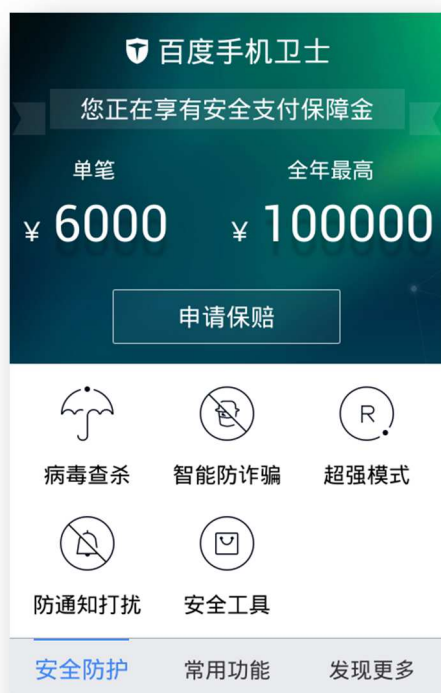 百度手机卫士
您正在享有安全支付保障金
单笔 全年最高
¥ 6000 ¥ 100000
申请保赔
R
病毒查杀 智能防诈骗 超强模式
防通知打扰 安全工具
安全防护 常用功能 发现更多